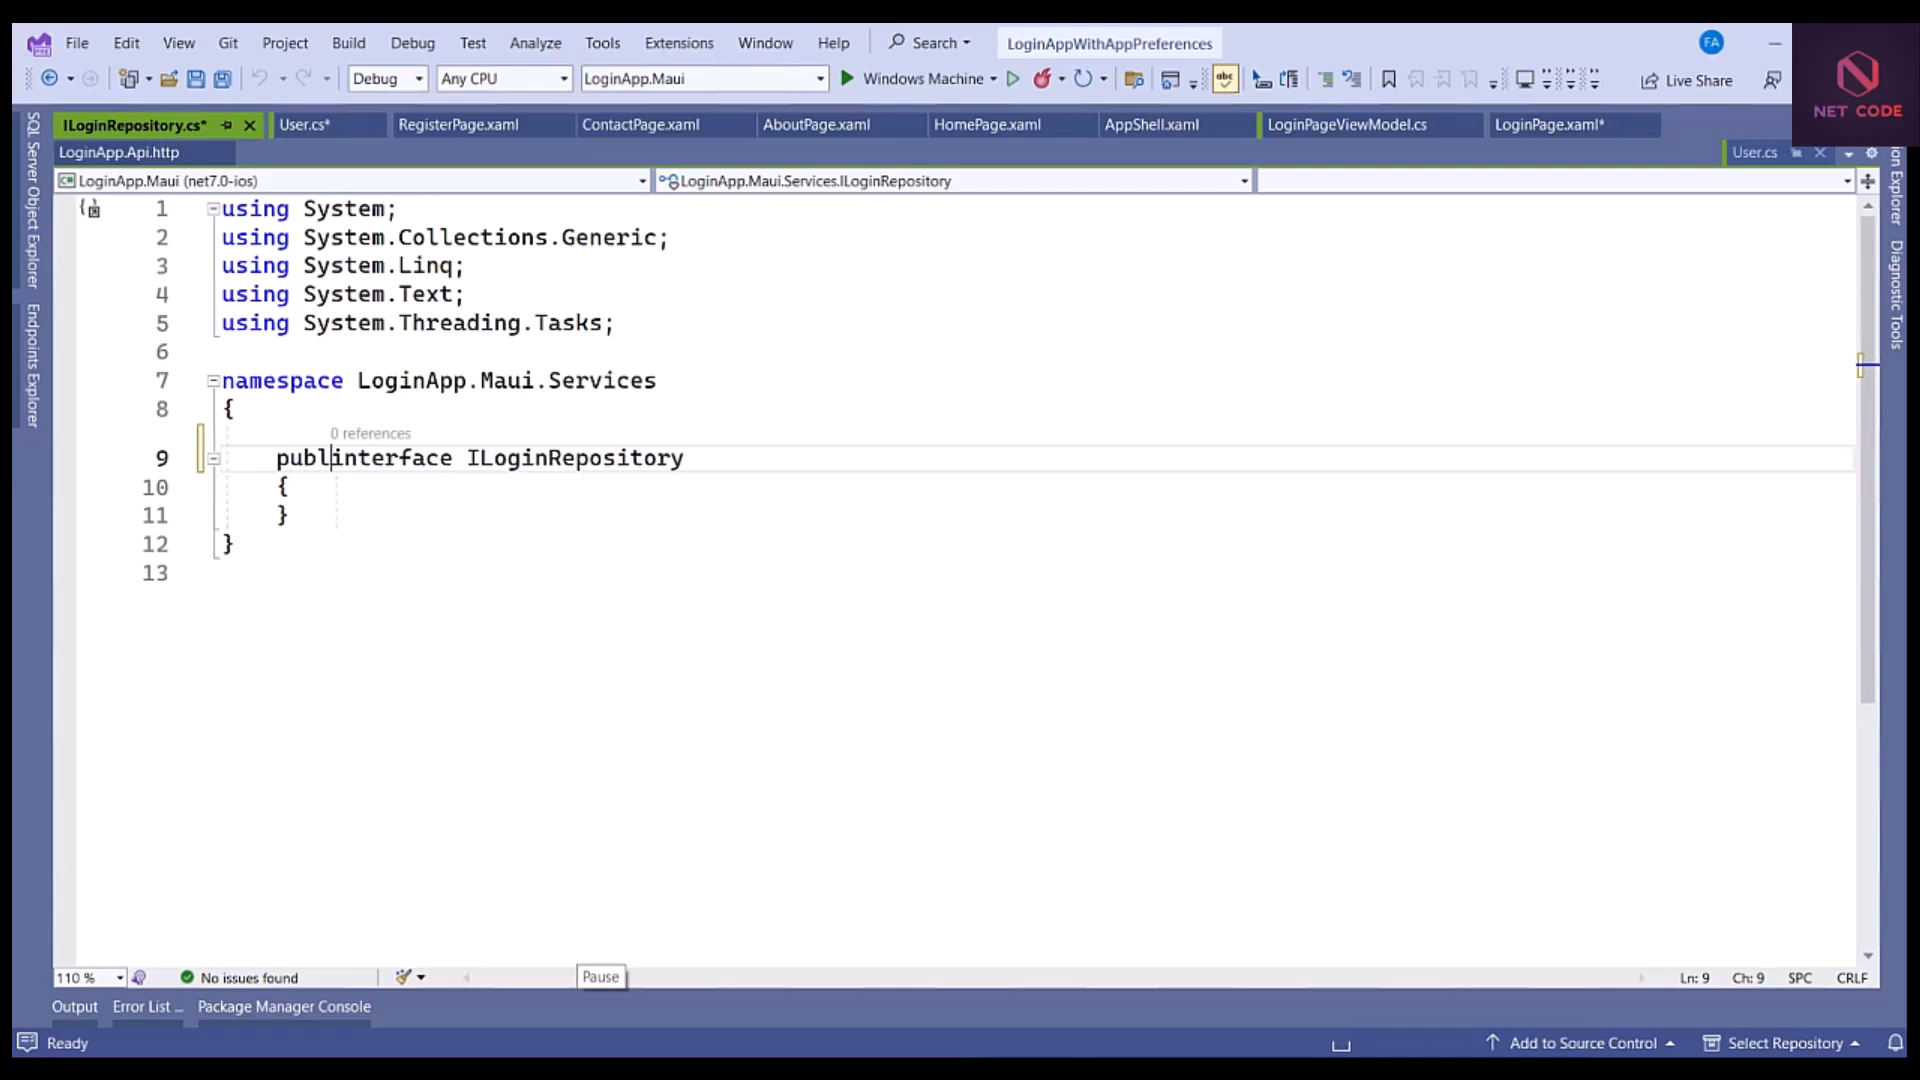 File Edit View Git Project Build Debug Test Analyze Tools Extensions Window Help Search LoginAppWithAppPreferences FA
Debug Any CPU LoginApp.Maui Windows Machine abc Live Share
NET CODE
ILoginRepository.cs* User.cs* RegisterPage.xaml ContactPage.xaml AboutPage.xaml HomePage.xaml AppShell.xaml LoginPageViewModel.cs LoginPage.xaml*
LoginApp.Api.http User.cs
LoginApp.Maui (net7.0-ios) LoginApp.Maui.Services.ILoginRepository
SQL Server Object Explorer
Endpoints Explorer
Explorer
Diagnostic Tools
1 using System;
2 using System.Collections.Generic;
3 using System.Linq;
4 using System.Text;
5 using System.Threading.Tasks;
6
7 namespace LoginApp.Maui.Services
8 {
0 references
9 publinterface ILoginRepository
10 {
11 }
12 }
13
110 % No issues found Pause Ln: 9 Ch: 9 SPC CRLF
Output Error List ... Package Manager Console
Ready Add to Source Control Select Repository